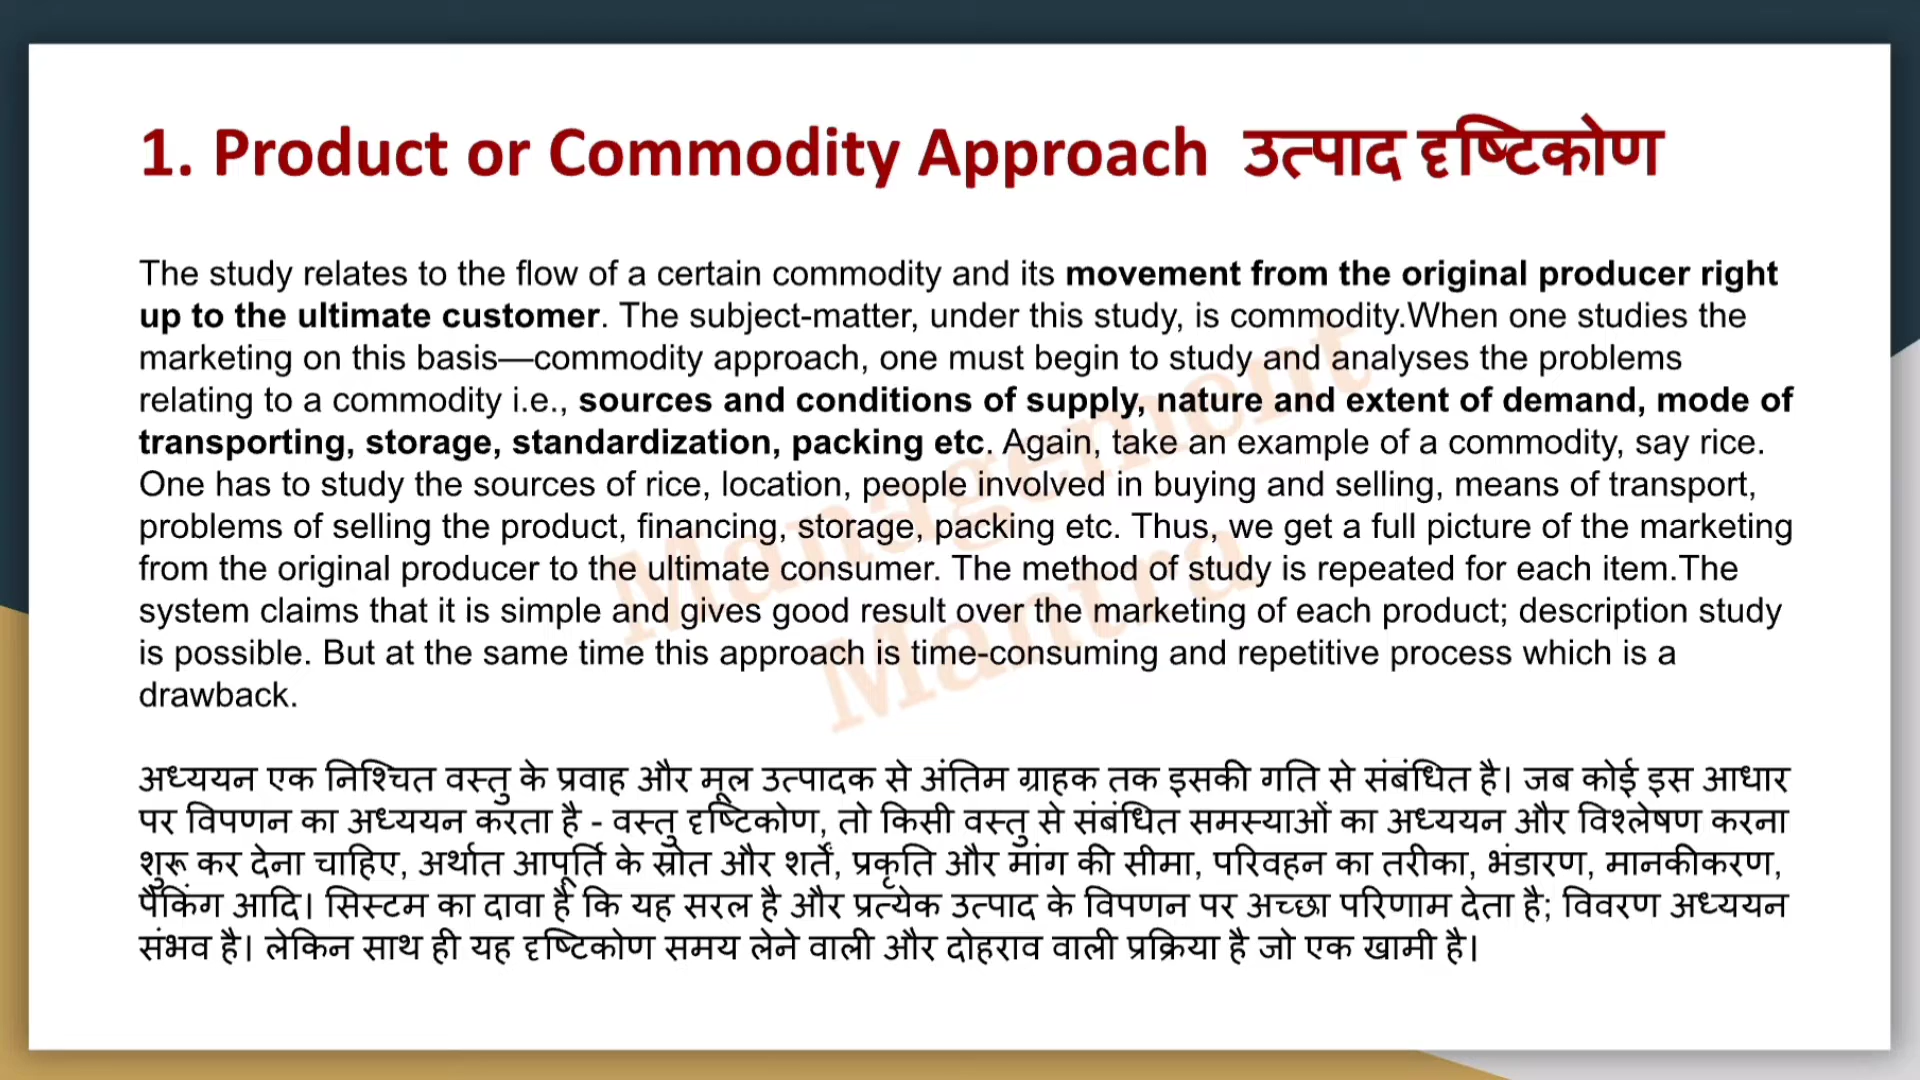 1. Product or Commodity Approach उत्पाद दृष्टिकोण
The study relates to the flow of a certain commodity and its movement from the original producer right
up to the ultimate customer. The subject-matter, under this study, is commodity.When one studies the
marketing on this basis—commodity approach, one must begin to study and analyses the problems
relating to a commodity i.e., sources and conditions of supply, nature and extent of demand, mode of
transporting, storage, standardization, packing etc. Again, take an example of a commodity, say rice.
One has to study the sources of rice, location, people involved in buying and selling, means of transport,
problems of selling the product, financing, storage, packing etc. Thus, we get a full picture of the marketing
from the original producer to the ultimate consumer. The method of study is repeated for each item.The
system claims that it is simple and gives good result over the marketing of each product; description study
is possible. But at the same time this approach is time-consuming and repetitive process which is a
drawback.
अध्ययन एक निश्चित वस्तु के प्रवाह और मूल उत्पादक से अंतिम ग्राहक तक इसकी गति से संबंधित है। जब कोई इस आधार
पर विपणन का अध्ययन करता है - वस्तु दृष्टिकोण, तो किसी वस्तु से संबंधित समस्याओं का अध्ययन और विश्लेषण करना
शुरू कर देना चाहिए, अर्थात आपूर्ति के स्रोत और शर्तें, प्रकृति और मांग की सीमा, परिवहन का तरीका, भंडारण, मानकीकरण,
पैकिंग आदि। सिस्टम का दावा है कि यह सरल है और प्रत्येक उत्पाद के विपणन पर अच्छा परिणाम देता है; विवरण अध्ययन
संभव है। लेकिन साथ ही यह दृष्टिकोण समय लेने वाली और दोहराव वाली प्रक्रिया है जो एक खामी है।
Management
Mantra